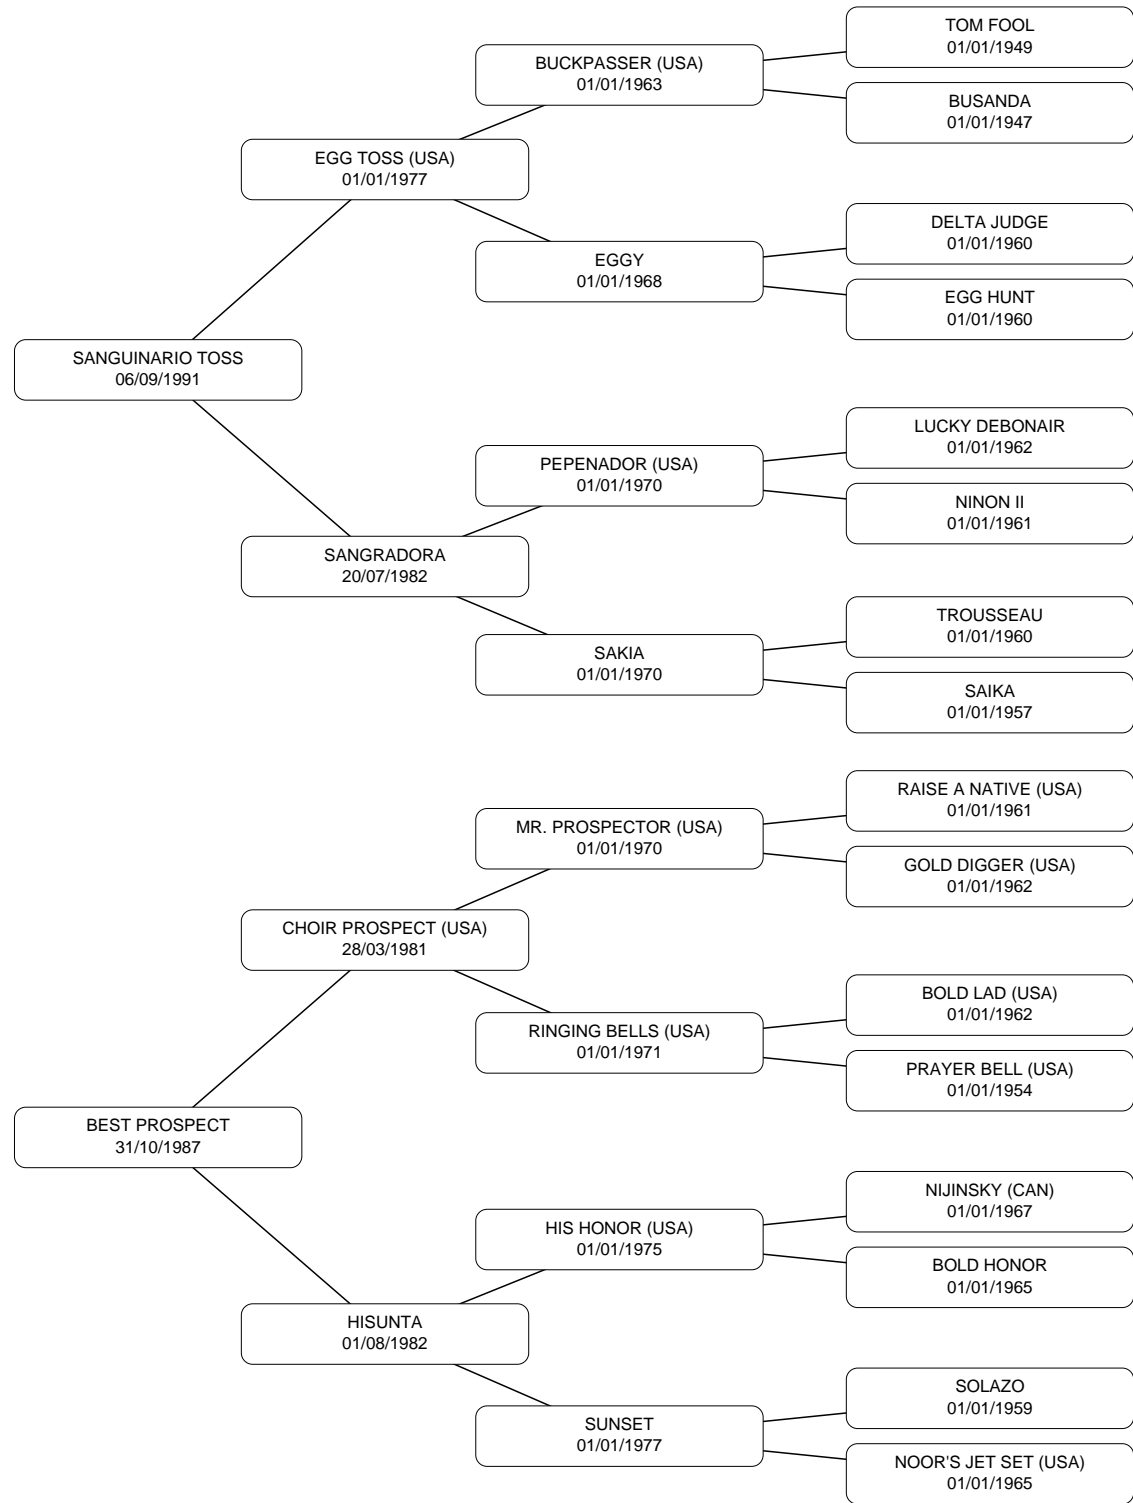 TOM FOOL
01/01/1949
BUCKPASSER (USA)
01/01/1963
BUSANDA
01/01/1947
EGG TOSS (USA)
01/01/1977
DELTA JUDGE
01/01/1960
EGGY
01/01/1968
EGG HUNT
01/01/1960
SANGUINARIO TOSS
06/09/1991
LUCKY DEBONAIR
01/01/1962
PEPENADOR (USA)
01/01/1970
NINON II
01/01/1961
SANGRADORA
20/07/1982
TROUSSEAU
01/01/1960
SAKIA
01/01/1970
SAIKA
01/01/1957
RAISE A NATIVE (USA)
01/01/1961
MR. PROSPECTOR (USA)
01/01/1970
GOLD DIGGER (USA)
01/01/1962
CHOIR PROSPECT (USA)
28/03/1981
BOLD LAD (USA)
01/01/1962
RINGING BELLS (USA)
01/01/1971
PRAYER BELL (USA)
01/01/1954
BEST PROSPECT
31/10/1987
NIJINSKY (CAN)
01/01/1967
HIS HONOR (USA)
01/01/1975
BOLD HONOR
01/01/1965
HISUNTA
01/08/1982
SOLAZO
01/01/1959
SUNSET
01/01/1977
NOOR'S JET SET (USA)
01/01/1965